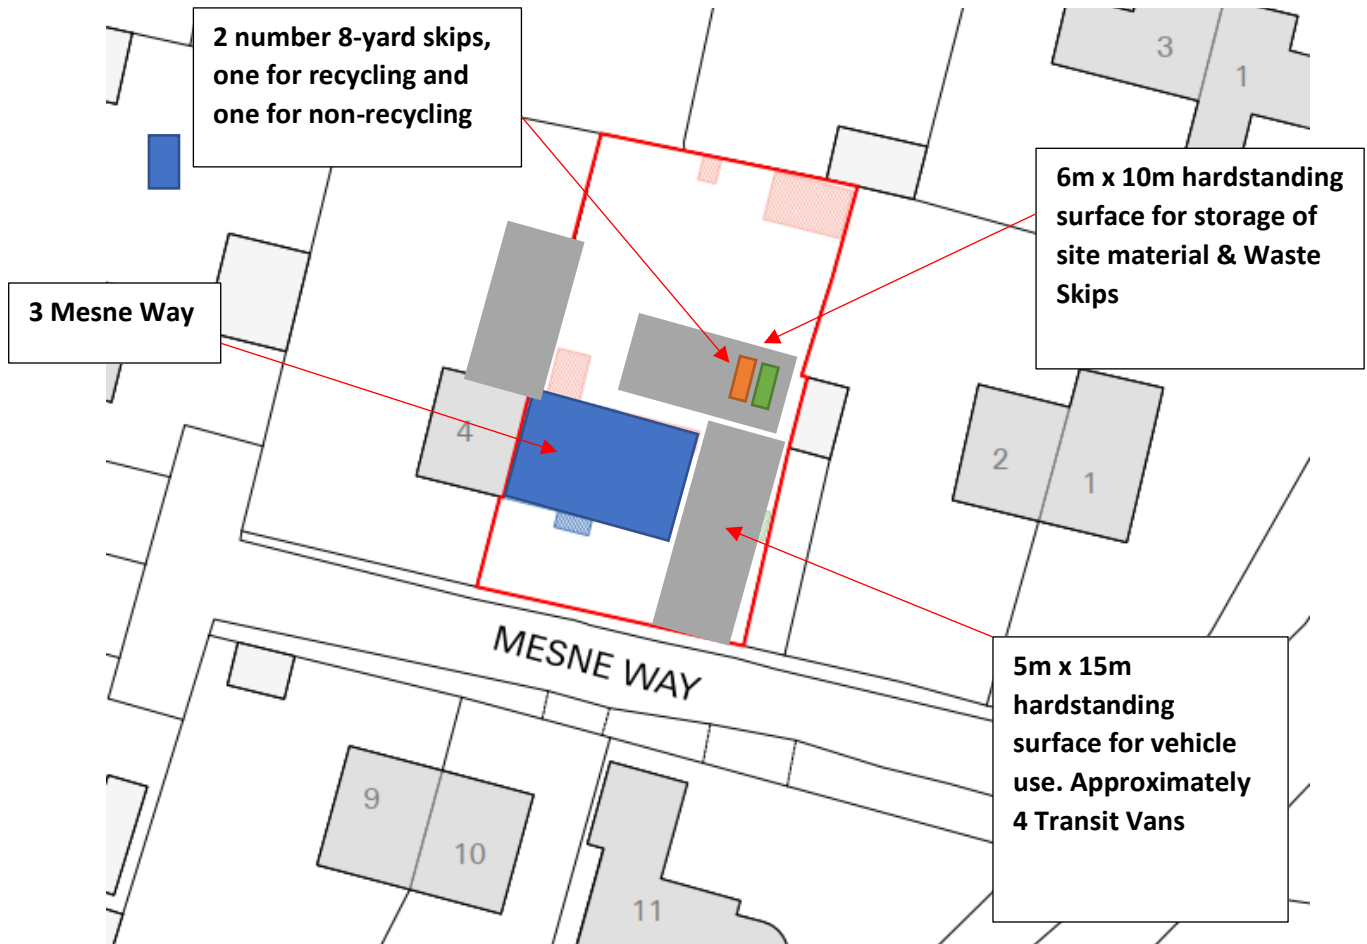 2 number 8-yard skips,
one for recycling and
one for non-recycling
3
1
6m x 10m hardstanding
surface for storage of
site material & Waste
Skips
3 Mesne Way
4
2
1
MESNE WAY
5m x 15m
hardstanding
surface for vehicle
use. Approximately
4 Transit Vans
9
10
11